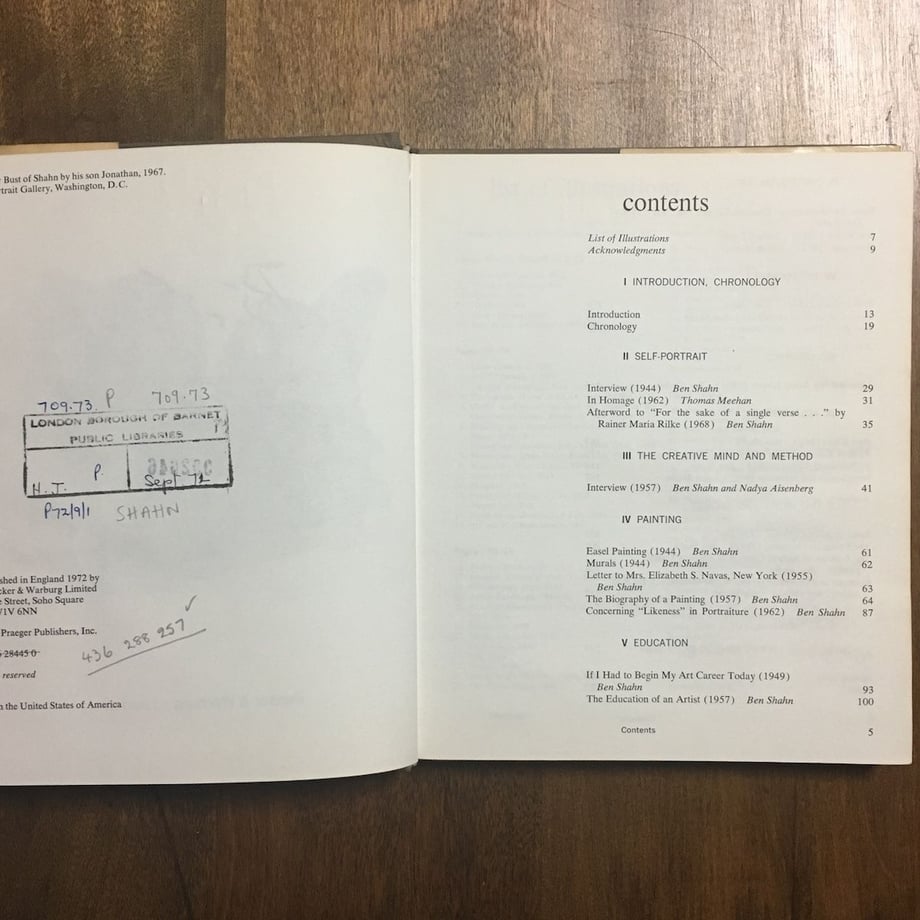 Bust of Shahn by his son Jonathan, 1967.
trait Gallery, Washington, D.C.
709.73 P 709.73
LONDON BOROUGH OF BARNET
PUBLIC LIBRARIES
H.T. P. Sept 72
P72/9/1 SHAHN
shed in England 1972 by
ker & Warburg Limited
Street, Soho Square
1V 6NN
Praeger Publishers, Inc.
28445 0
436 288 257
reserved
n the United States of America
contents
List of Illustrations 7
Acknowledgments 9
I INTRODUCTION, CHRONOLOGY
Introduction 13
Chronology 19
II SELF-PORTRAIT
Interview (1944) Ben Shahn 29
In Homage (1962) Thomas Meehan 31
Afterword to “For the sake of a single verse . . .” by
Rainer Maria Rilke (1968) Ben Shahn 35
III THE CREATIVE MIND AND METHOD
Interview (1957) Ben Shahn and Nadya Aisenberg 41
IV PAINTING
Easel Painting (1944) Ben Shahn 61
Murals (1944) Ben Shahn 62
Letter to Mrs. Elizabeth S. Navas, New York (1955)
Ben Shahn 63
The Biography of a Painting (1957) Ben Shahn 64
Concerning “Likeness” in Portraiture (1962) Ben Shahn 87
V EDUCATION
If I Had to Begin My Art Career Today (1949)
Ben Shahn 93
The Education of an Artist (1957) Ben Shahn 100
Contents 5